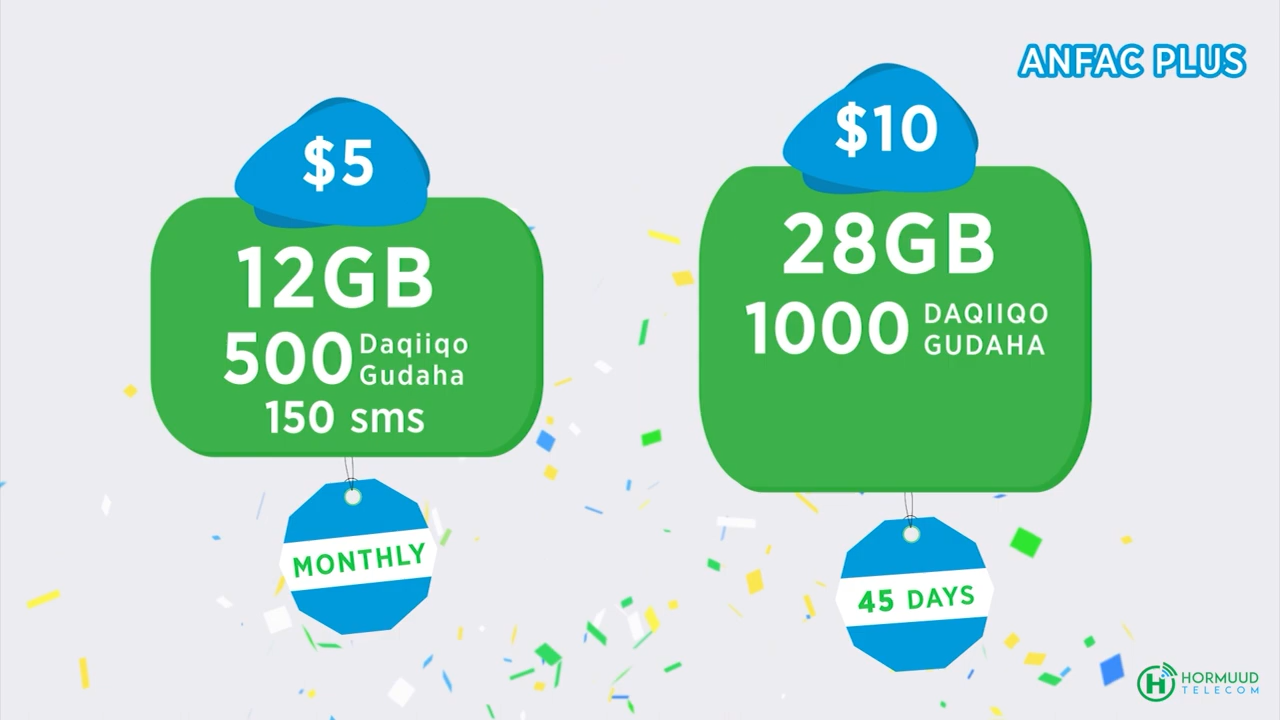 ANFAC PLUS
$5
12GB
500 Daqiiqo
Gudaha
150 sms
MONTHLY
$10
28GB
1000 DAQIIQO
GUDAHA
45 DAYS
HORMUUD
TELECOM